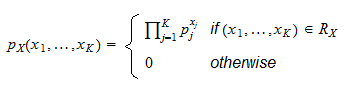 p_X(x_1,…,x_K) = { ∏_{j=1}^{K} p_j^{x_j} if (x_1,…,x_K) ∈ R_X
0 otherwise